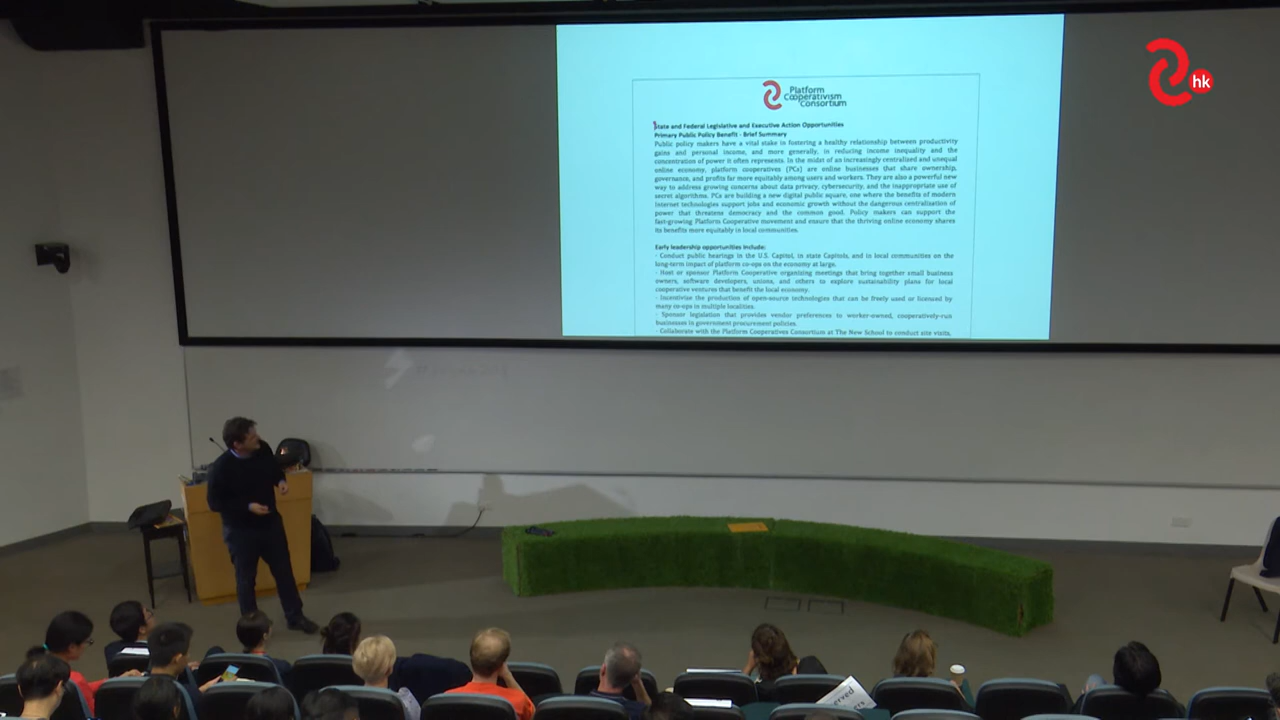 hk
Platform
Cooperativism
Consortium
State and Federal Legislative and Executive Action Opportunities
Primary Public Policy Benefit - Brief Summary
Public policy makers have a vital stake in fostering a healthy relationship between productivity
gains and personal income, and more generally, in reducing income inequality and the
concentration of power it often represents. In the midst of an increasingly centralized and unequal
online economy, platform cooperatives (PCs) are online businesses that share ownership,
governance, and profits far more equitably among users and workers. They are also a powerful new
way to address growing concerns about data privacy, cybersecurity, and the inappropriate use of
secret algorithms. PCs are building a new digital public square, one where the benefits of modern
Internet technologies support jobs and economic growth without the dangerous centralization of
power that threatens democracy and the common good. Policy makers can support the
fast-growing Platform Cooperative movement and ensure that the thriving online economy shares
its benefits more equitably in local communities.
Early leadership opportunities include:
- Conduct public hearings in the U.S. Capitol, in state Capitols, and in local communities on the
long-term impact of platform co-ops on the economy at large.
- Host or sponsor Platform Cooperative organizing meetings that bring together small business
owners, software developers, unions, and others to explore sustainability plans for local
cooperative ventures that benefit the local economy.
- Incentivise the production of open-source technologies that can be freely used or licensed by
many co-ops in multiple localities.
- Sponsor legislation that provides vendor preferences to worker-owned, cooperatively-run
businesses in government procurement policies.
- Collaborate with the Platform Cooperatives Consortium at The New School to conduct site visits,